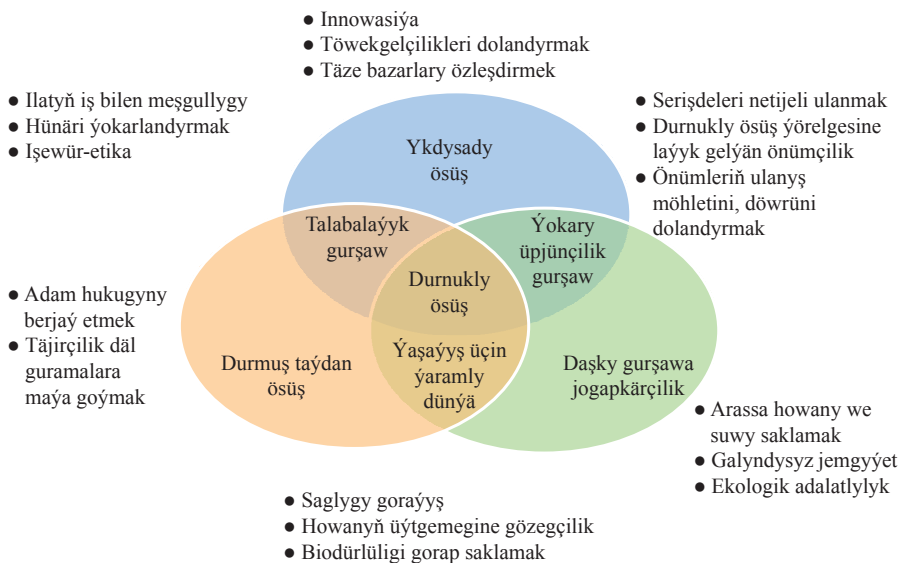 ● Innowasiýa
● Töwekgelçilikleri dolandyrmak
● Täze bazarlary özleşdirmek
● Ilatyň iş bilen meşgullygy
● Hünäri ýokarlandyrmak
● Işewür-etika
● Serişdeleri netijeli ulanmak
● Durnukly ösüş ýörelgesine
laýyk gelýän önümçilik
● Önümleriň ulanyş
möhletini, döwrüni
dolandyrmak
Ykdysady
ösüş
Talabalaýyk
gurşaw
Ýokary
üpjünçilik
gurşaw
Durnukly
ösüş
● Adam hukugyny
berjaý etmek
● Täjirçilik däl
guramalara
maýa goýmak
Durmuş taýdan
ösüş
Ýaşaýyş üçin
ýaramly
dünýä
Daşky gurşawa
jogapkärçilik
● Arassa howany we
suwy saklamak
● Galyndysyz jemgyýet
● Ekologik adalatlylyk
● Saglygy goraýyş
● Howanyň üýtgemegine gözegçilik
● Biodürlüligi gorap saklamak